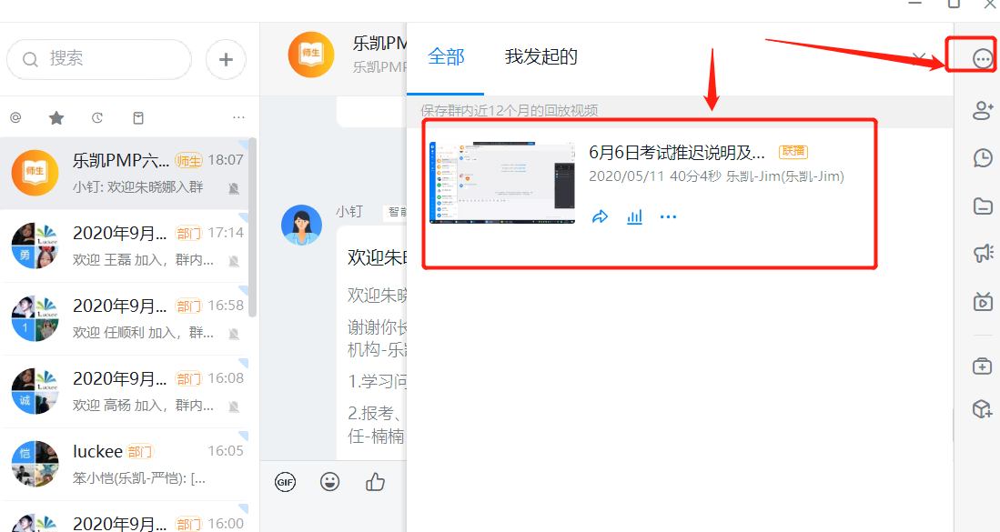 搜索
@
乐凯PMP六... 师生 18:07
小钉: 欢迎朱晓娜入群
2020年9月... 部门 17:14
欢迎 王磊 加入，群内...
勇
2020年9月... 部门 16:58
欢迎 任顺利 加入，群...
1
2020年9月... 部门 16:08
欢迎 高杨 加入，群内...
诚
luckee 部门 16:05
笨小恺(乐凯-严恺): [...
恺
2020年9月... 部门 16:00
师生
乐凯PM
乐凯PMP
小钉 智能
欢迎朱
欢迎朱晓
谢谢你长
机构-乐
1.学习问
2.报考、
任-楠楠
GIF
全部 我发起的
保存群内近12个月的回放视频
6月6日考试推迟说明及... 联播
2020/05/11 40分4秒 乐凯-Jim(乐凯-Jim)